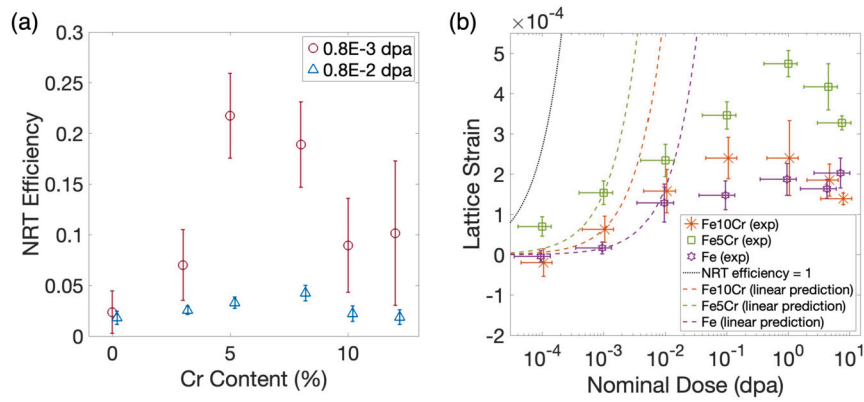 (a)
0.3
0.25
0.2
0.15
0.1
0.05
0
NRT Efficiency
0.8E-3 dpa
0.8E-2 dpa
0
5
10
Cr Content (%)
(b)
×10⁻⁴
5
4
3
2
1
0
-1
-2
Lattice Strain
Fe10Cr (exp)
Fe5Cr (exp)
Fe (exp)
NRT efficiency = 1
Fe10Cr (linear prediction)
Fe5Cr (linear prediction)
Fe (linear prediction)
10⁻⁴
10⁻³
10⁻²
10⁻¹
10⁰
10¹
Nominal Dose (dpa)